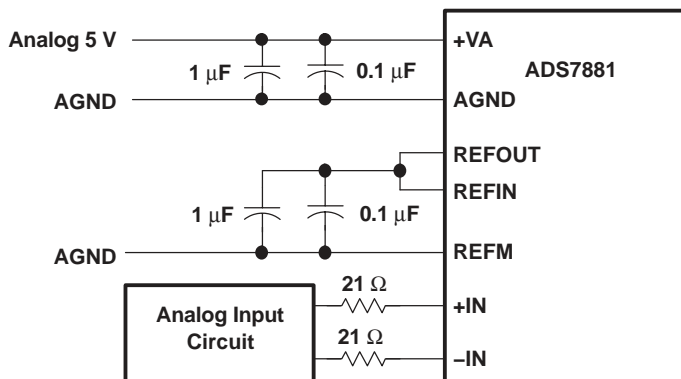 Analog 5 V
+VA
1 μF
0.1 μF
ADS7881
AGND
AGND
REFOUT
REFIN
1 μF
0.1 μF
AGND
REFM
21 Ω
+IN
Analog Input
Circuit
21 Ω
−IN